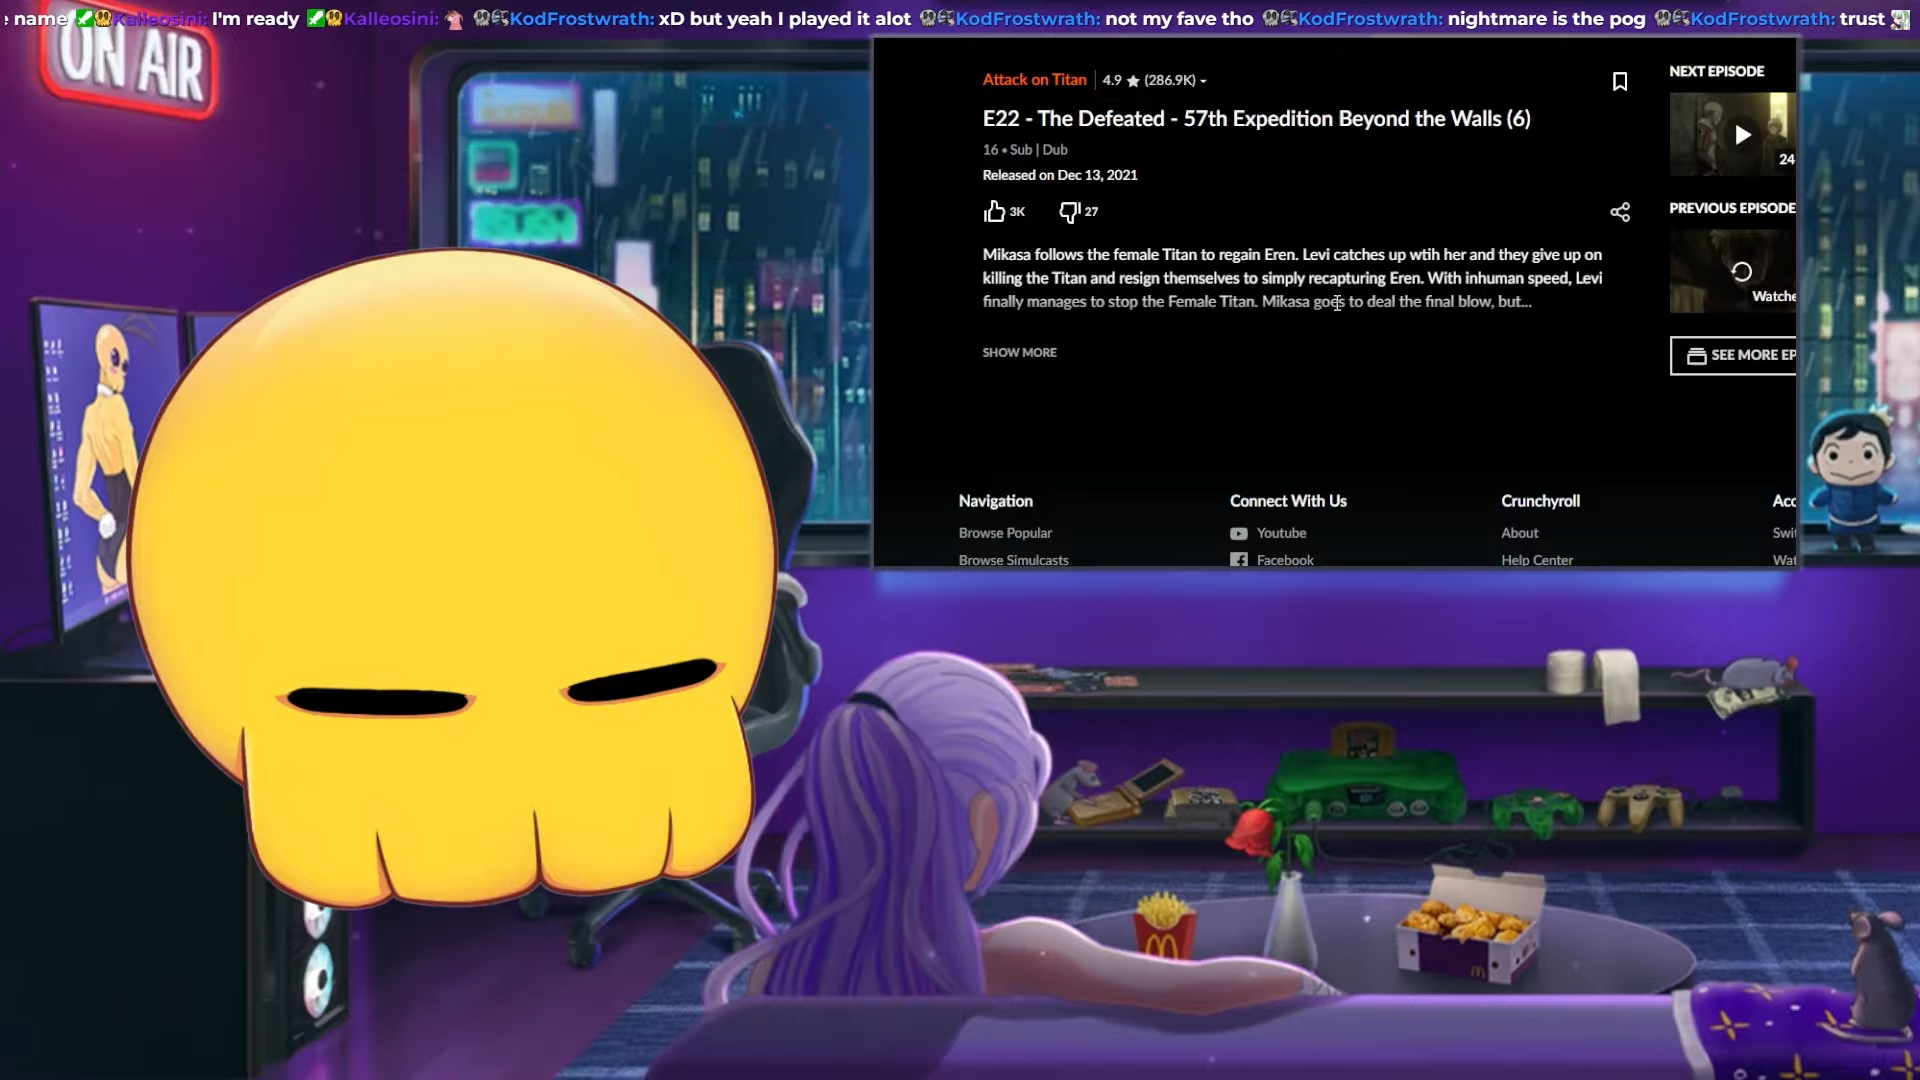 : name Kalleosini: I'm ready Kalleosini: KodFrostwrath: xD but yeah I played it alot KodFrostwrath: not my fave tho KodFrostwrath: nightmare is the pog KodFrostwrath: trust
ON AIR
Attack on Titan 4.9 ★ (286.9K)
E22 - The Defeated - 57th Expedition Beyond the Walls (6)
16 • Sub | Dub
Released on Dec 13, 2021
3K 27
Mikasa follows the female Titan to regain Eren. Levi catches up wtih her and they give up on
killing the Titan and resign themselves to simply recapturing Eren. With inhuman speed, Levi
finally manages to stop the Female Titan. Mikasa goes to deal the final blow, but...
SHOW MORE
NEXT EPISODE
24
PREVIOUS EPISODE
Watche
SEE MORE EP
Navigation
Browse Popular
Browse Simulcasts
Connect With Us
Youtube
Facebook
Crunchyroll
About
Help Center
Acc
Swi
Wat